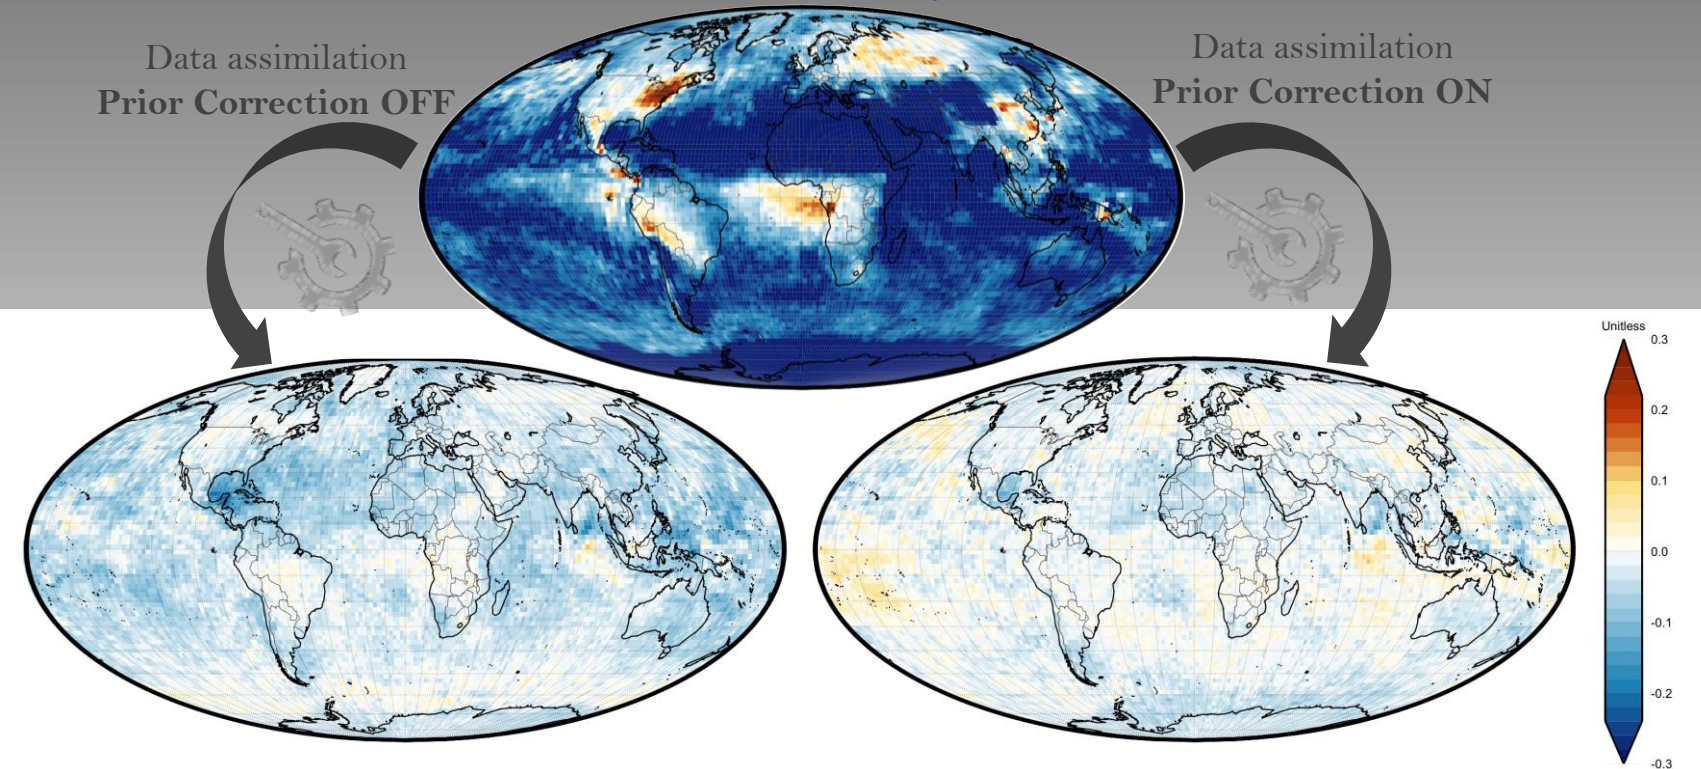 Data assimilation
Prior Correction OFF
Data assimilation
Prior Correction ON
Unitless
0.3
0.2
0.1
0.0
-0.1
-0.2
-0.3